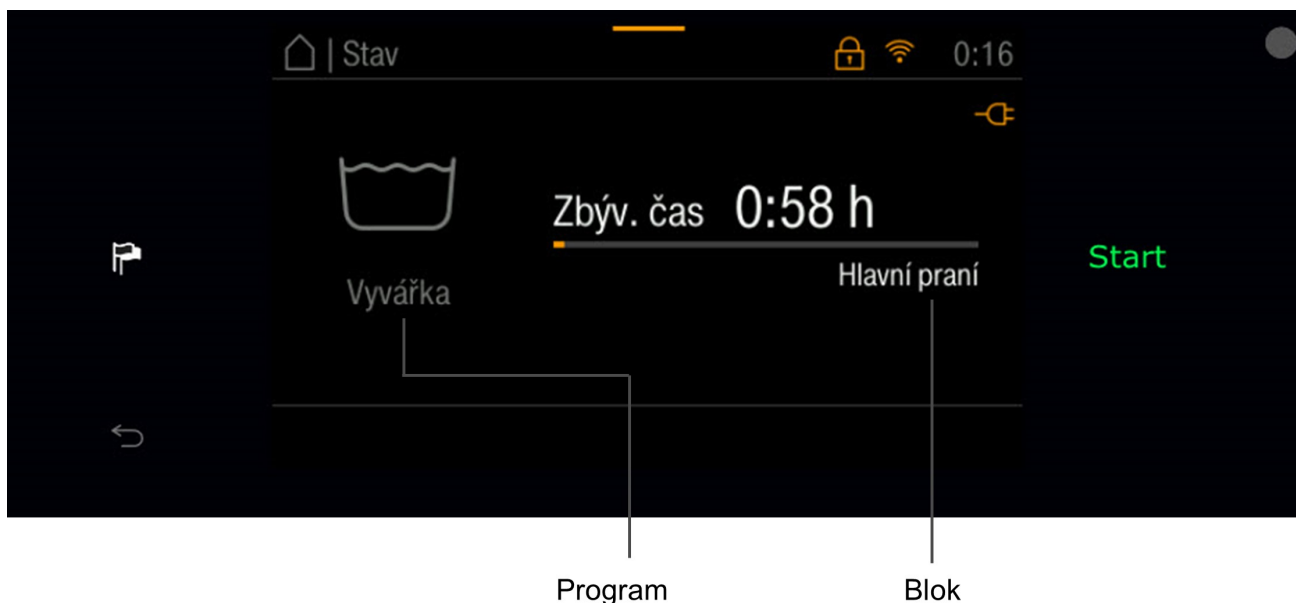 | Stav
0:16
Zbýv. čas 0:58 h
Hlavní praní
Vyvářka
Start
Program
Blok